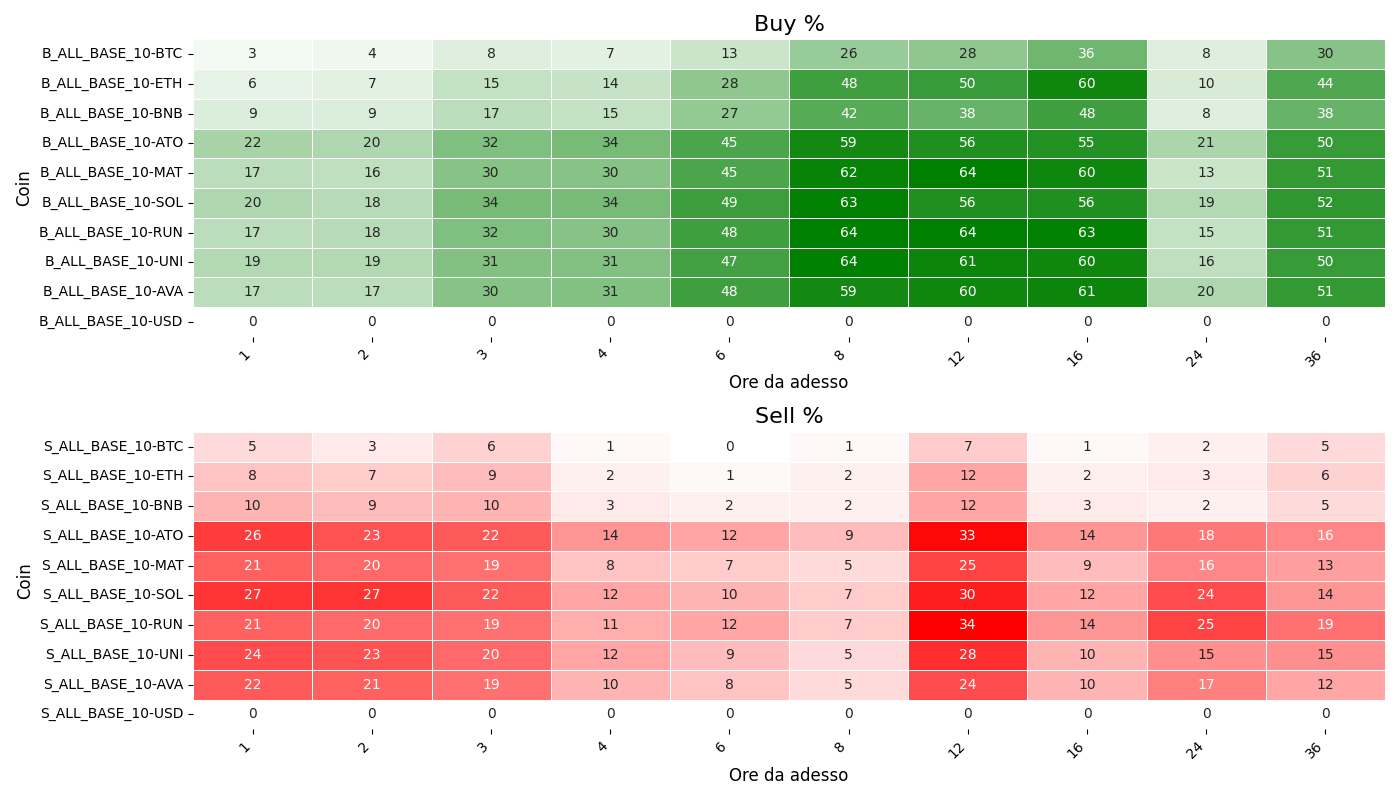 Buy %
Coin
B_ALL_BASE_10-BTC 3 4 8 7 13 26 28 36 8 30
B_ALL_BASE_10-ETH 6 7 15 14 28 48 50 60 10 44
B_ALL_BASE_10-BNB 9 9 17 15 27 42 38 48 8 38
B_ALL_BASE_10-ATO 22 20 32 34 45 59 56 55 21 50
B_ALL_BASE_10-MAT 17 16 30 30 45 62 64 60 13 51
B_ALL_BASE_10-SOL 20 18 34 34 49 63 56 56 19 52
B_ALL_BASE_10-RUN 17 18 32 30 48 64 64 63 15 51
B_ALL_BASE_10-UNI 19 19 31 31 47 64 61 60 16 50
B_ALL_BASE_10-AVA 17 17 30 31 48 59 60 61 20 51
B_ALL_BASE_10-USD 0 0 0 0 0 0 0 0 0 0
1 2 3 4 6 8 12 16 24 36
Ore da adesso
Sell %
Coin
S_ALL_BASE_10-BTC 5 3 6 1 0 1 7 1 2 5
S_ALL_BASE_10-ETH 8 7 9 2 1 2 12 2 3 6
S_ALL_BASE_10-BNB 10 9 10 3 2 2 12 3 2 5
S_ALL_BASE_10-ATO 26 23 22 14 12 9 33 14 18 16
S_ALL_BASE_10-MAT 21 20 19 8 7 5 25 9 16 13
S_ALL_BASE_10-SOL 27 27 22 12 10 7 30 12 24 14
S_ALL_BASE_10-RUN 21 20 19 11 12 7 34 14 25 19
S_ALL_BASE_10-UNI 24 23 20 12 9 5 28 10 15 15
S_ALL_BASE_10-AVA 22 21 19 10 8 5 24 10 17 12
S_ALL_BASE_10-USD 0 0 0 0 0 0 0 0 0 0
1 2 3 4 6 8 12 16 24 36
Ore da adesso